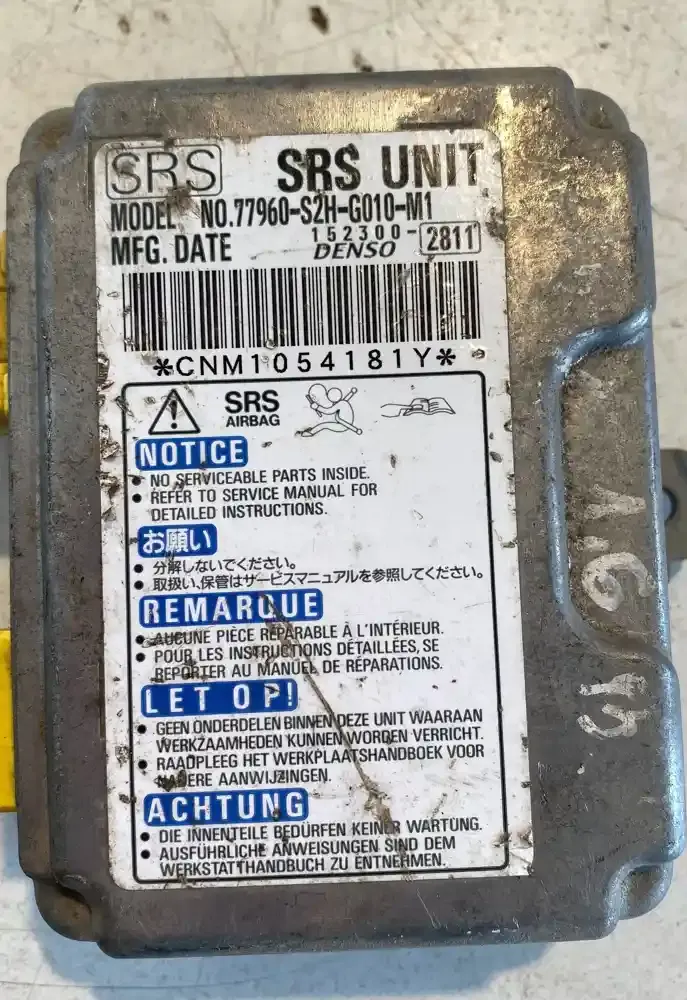 SRS SRS UNIT
MODEL NO.77960-S2H-G010-M1
MFG. DATE 152300-2811
DENSO
*CNM1054181Y*
SRS
AIRBAG
NOTICE
• NO SERVICEABLE PARTS INSIDE.
• REFER TO SERVICE MANUAL FOR
DETAILED INSTRUCTIONS.
お願い
• 分解しないでください。
• 取扱い、保管はサービスマニュアルを参照してください。
REMARQUE
• AUCUNE PIÈCE RÉPARABLE À L'INTÉRIEUR.
• POUR LES INSTRUCTIONS DÉTAILLÉES, SE
REPORTER AU MANUEL DE RÉPARATIONS.
LET OP!
• GEEN ONDERDELEN BINNEN DEZE UNIT WAARAAN
WERKZAAMHEDEN KUNNEN WORDEN VERRICHT.
• RAADPLEEG HET WERKPLAATSHANDBOEK VOOR
NADERE AANWIJZINGEN.
ACHTUNG
• DIE INNENTEILE BEDÜRFEN KEINER WARTUNG.
• AUSFÜHRLICHE ANWEISUNGEN SIND DEM
WERKSTATTHANDBUCH ZU ENTNEHMEN.